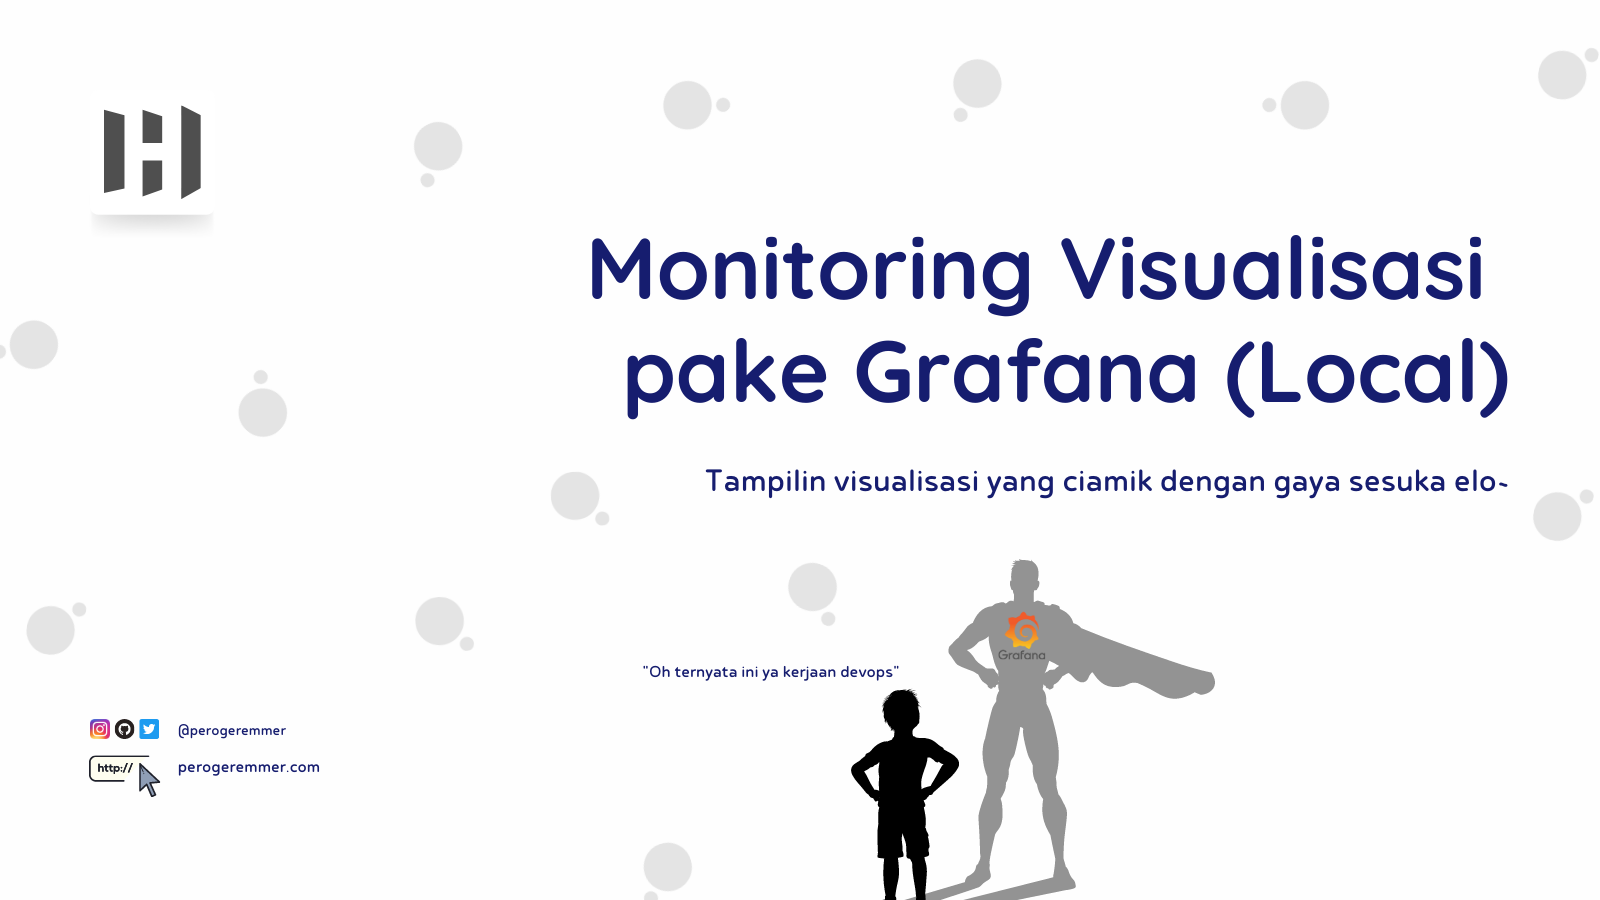 Monitoring Visualisasi
pake Grafana (Local)
Tampilin visualisasi yang ciamik dengan gaya sesuka elo~
Grafana
"Oh ternyata ini ya kerjaan devops"
@perogeremmer
http://
perogeremmer.com